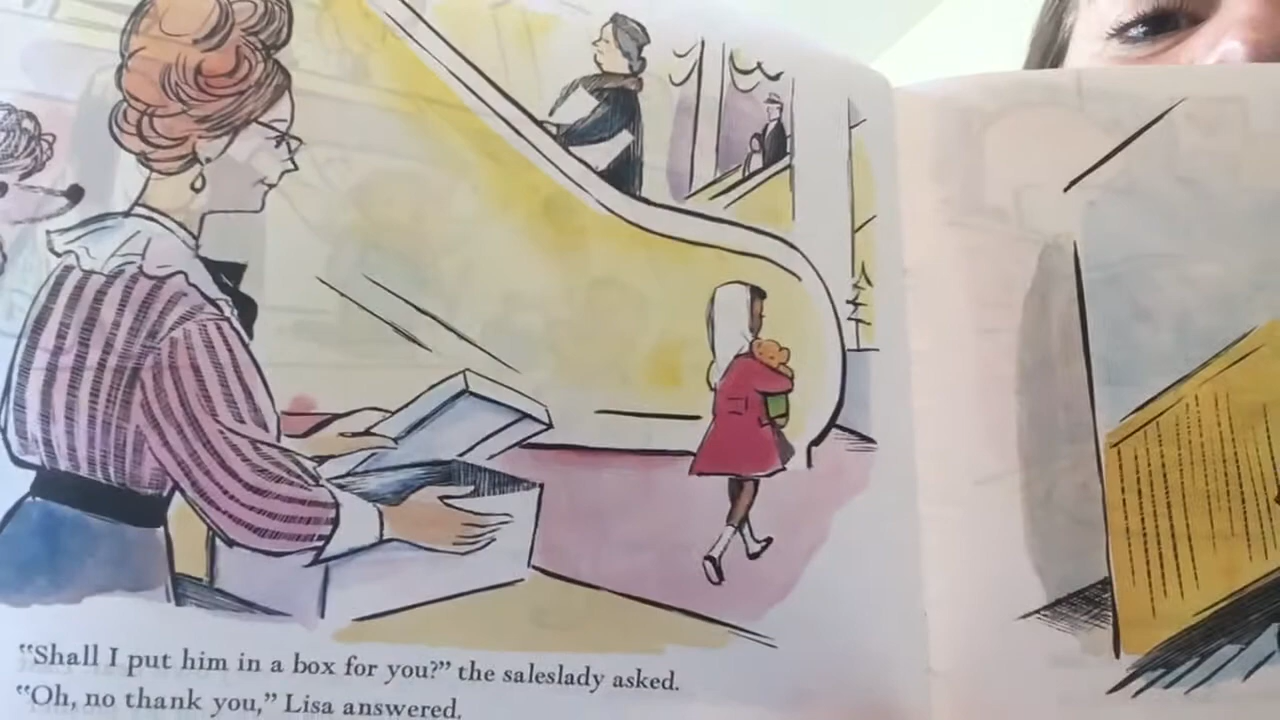 “Shall I put him in a box for you?” the saleslady asked.
“Oh, no thank you,” Lisa answered.